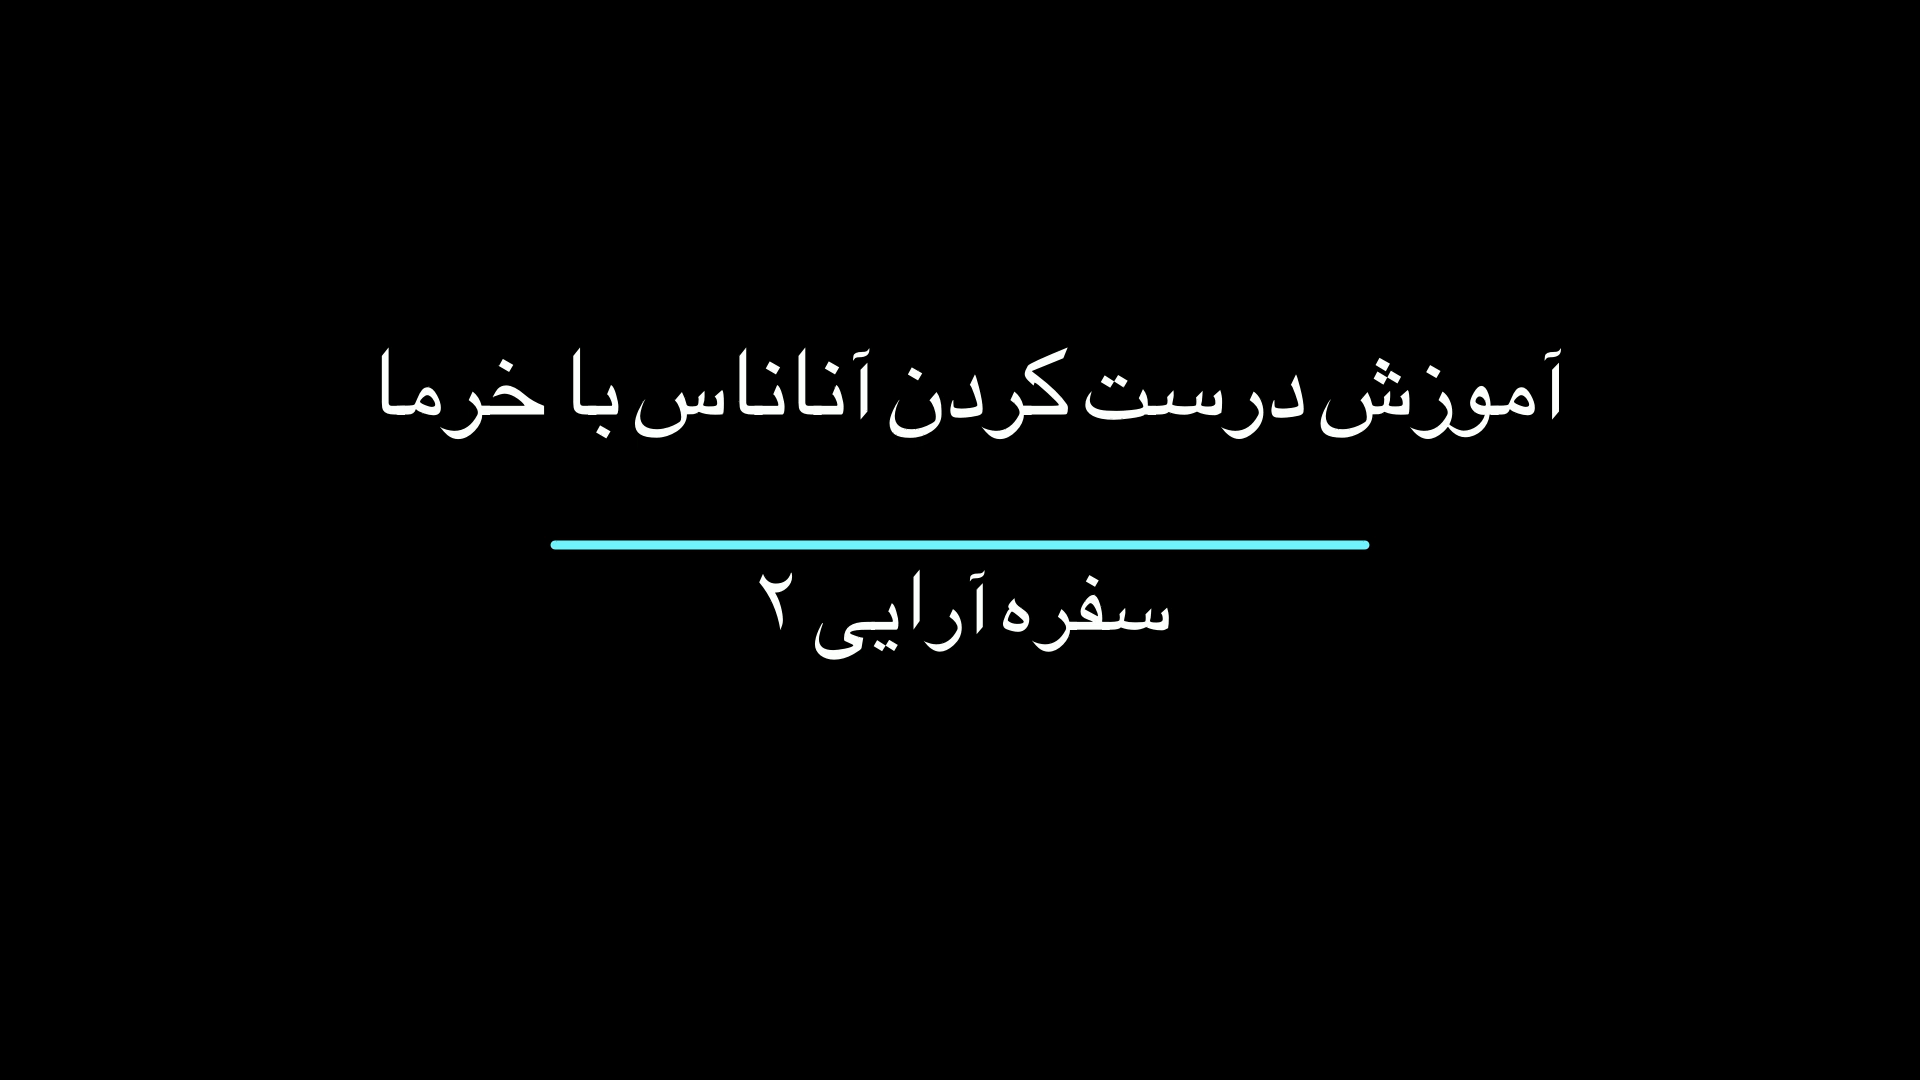 آموزش درست کردن آناناس با خرما
سفره آرایی ۲